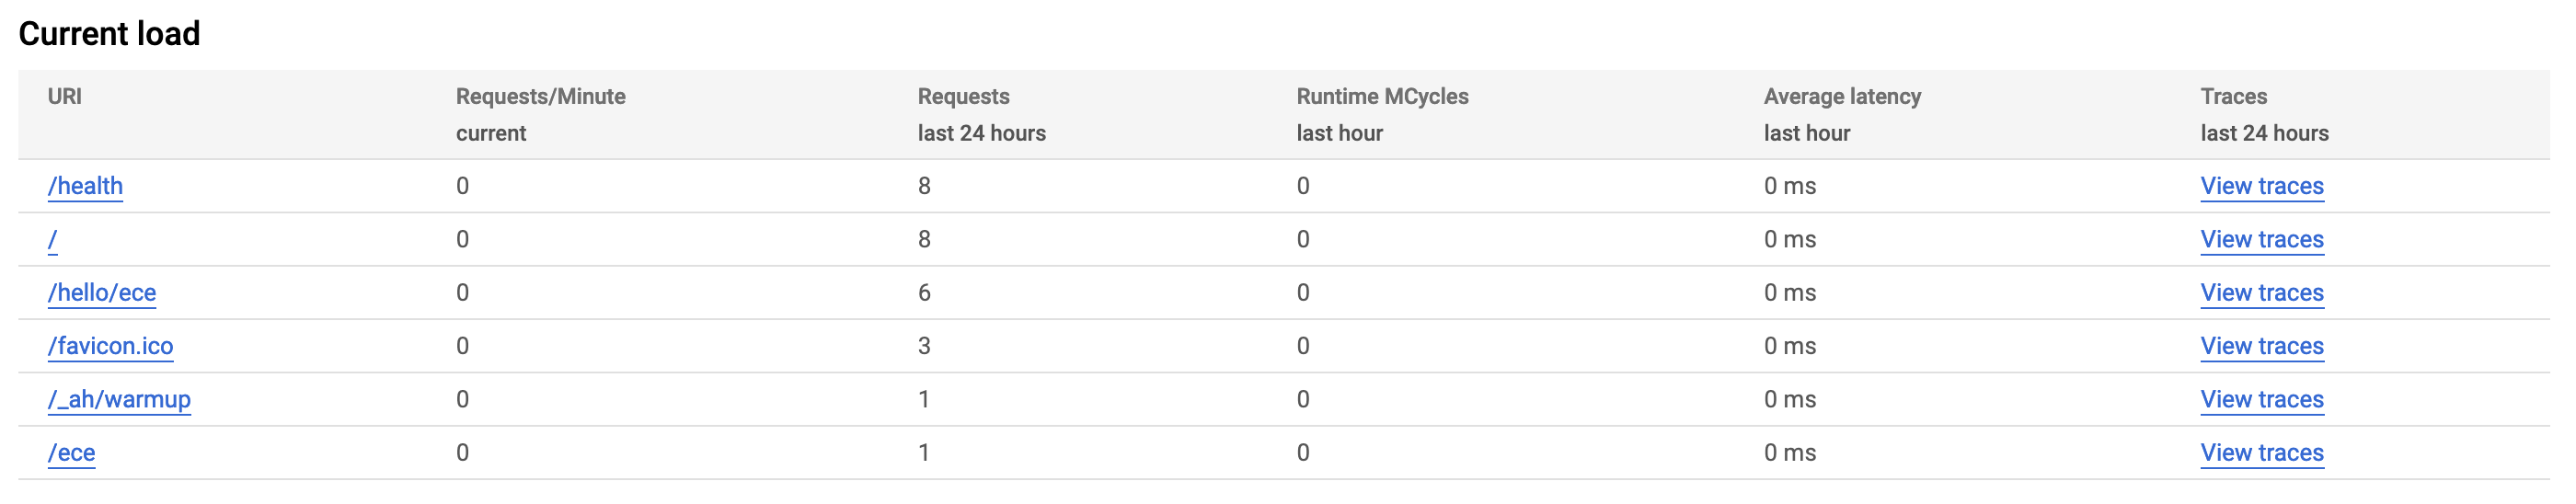 Current load
URI Requests/Minute Requests Runtime MCycles Average latency Traces
current last 24 hours last hour last hour last 24 hours
/health 0 8 0 0 ms View traces
/ 0 8 0 0 ms View traces
/hello/ece 0 6 0 0 ms View traces
/favicon.ico 0 3 0 0 ms View traces
/_ah/warmup 0 1 0 0 ms View traces
/ece 0 1 0 0 ms View traces